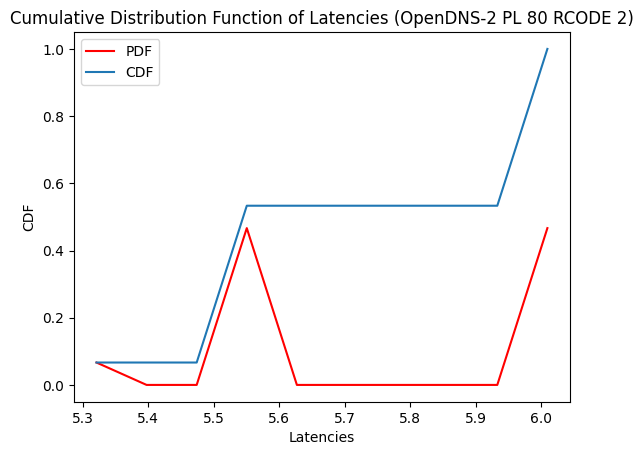 Cumulative Distribution Function of Latencies (OpenDNS-2 PL 80 RCODE 2)
PDF
CDF
1.0
0.8
0.6
0.4
0.2
0.0
CDF
5.3 5.4 5.5 5.6 5.7 5.8 5.9 6.0
Latencies